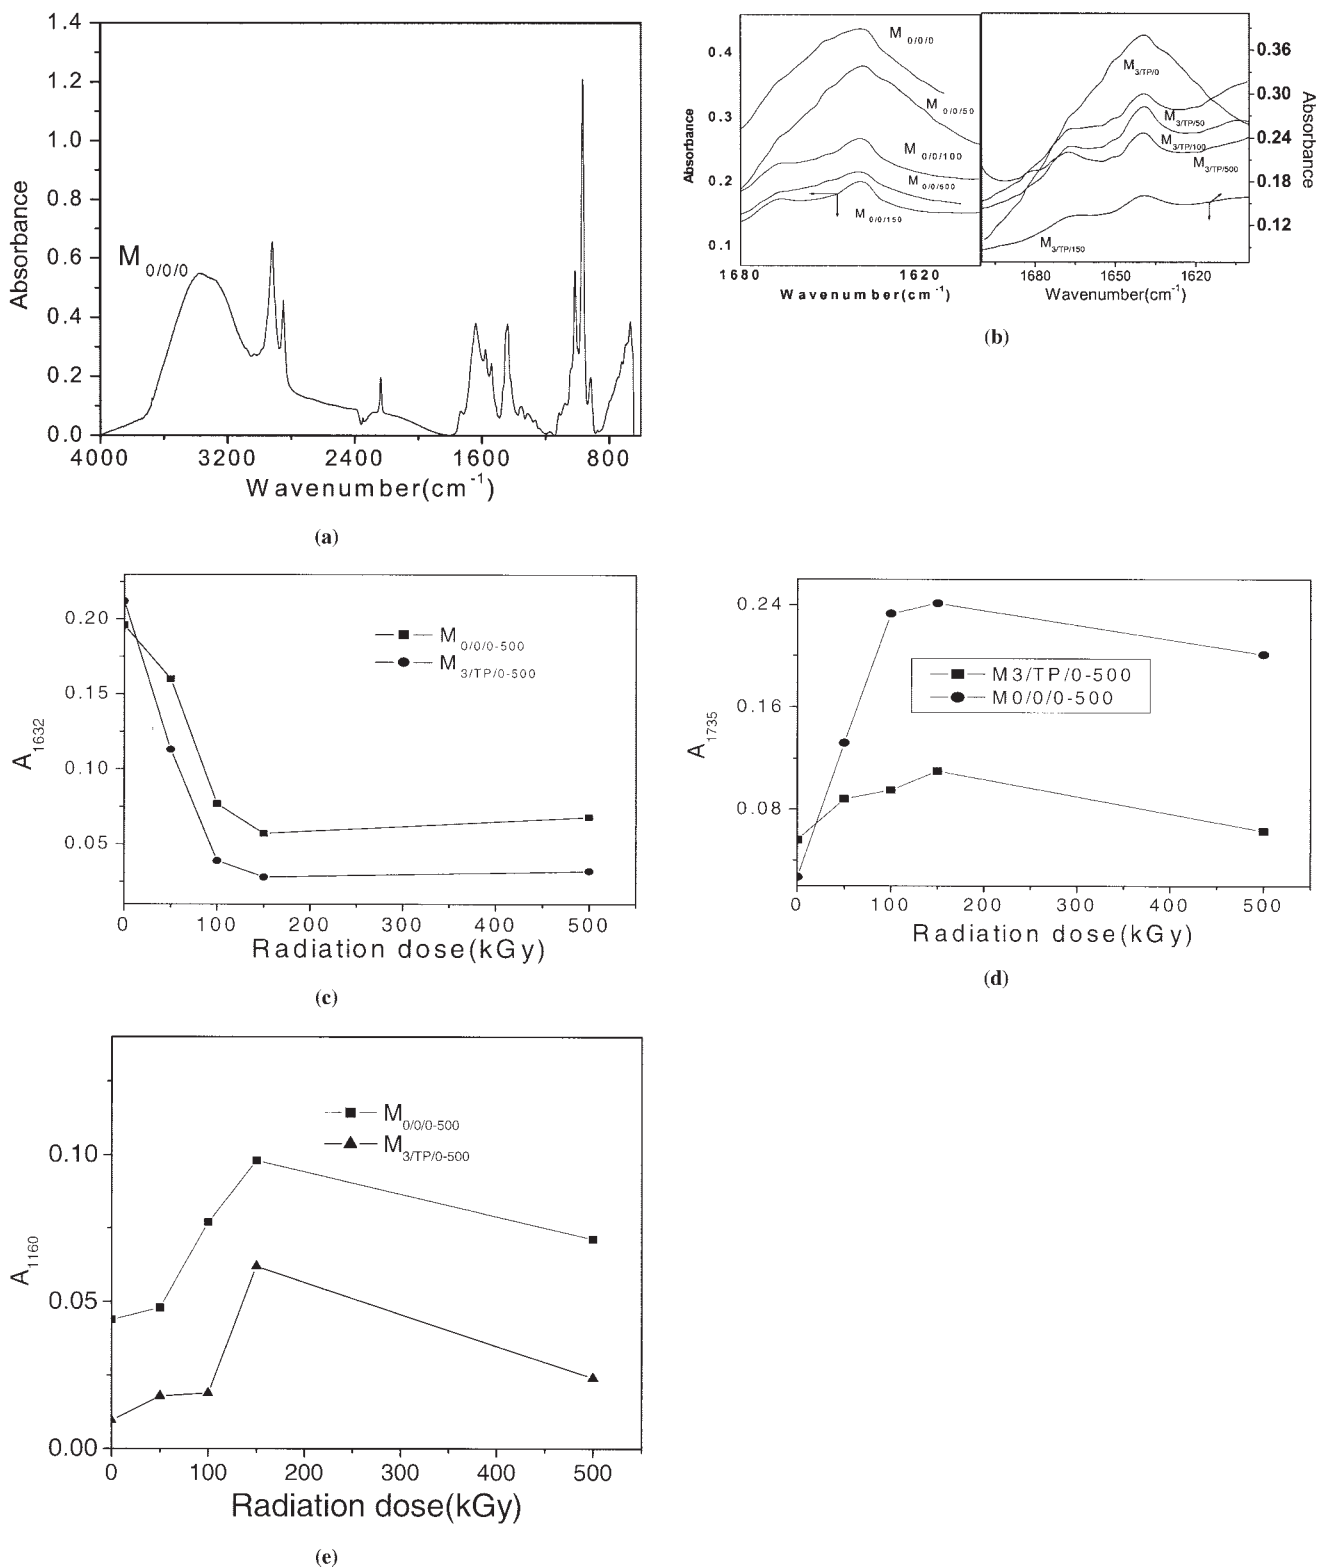 1.4
1.2
1.0
0.8
0.6
0.4
0.2
0.0
Absorbance
M0/0/0
4000 3200 2400 1600 800
Wavenumber(cm-1)
(a)
0.4
0.3
0.2
0.1
Absorbance
M0/0/0
M0/0/50
M0/0/100
M0/0/500
M0/0/150
1680 1620
Wavenumber(cm-1)
M3/TP/0
M3/TP/50
M3/TP/100
M3/TP/500
M3/TP/150
0.36
0.30
0.24
0.18
0.12
Absorbance
1680 1650 1620
Wavenumber(cm-1)
(b)
0.20
0.15
0.10
0.05
A1632
M0/0/0-500
M3/TP/0-500
0 100 200 300 400 500
Radiation dose(kGy)
(c)
0.24
0.16
0.08
A1735
M3/TP/0-500
M0/0/0-500
0 100 200 300 400 500
Radiation dose(kGy)
(d)
0.10
0.05
0.00
A1160
M0/0/0-500
M3/TP/0-500
0 100 200 300 400 500
Radiation dose(kGy)
(e)